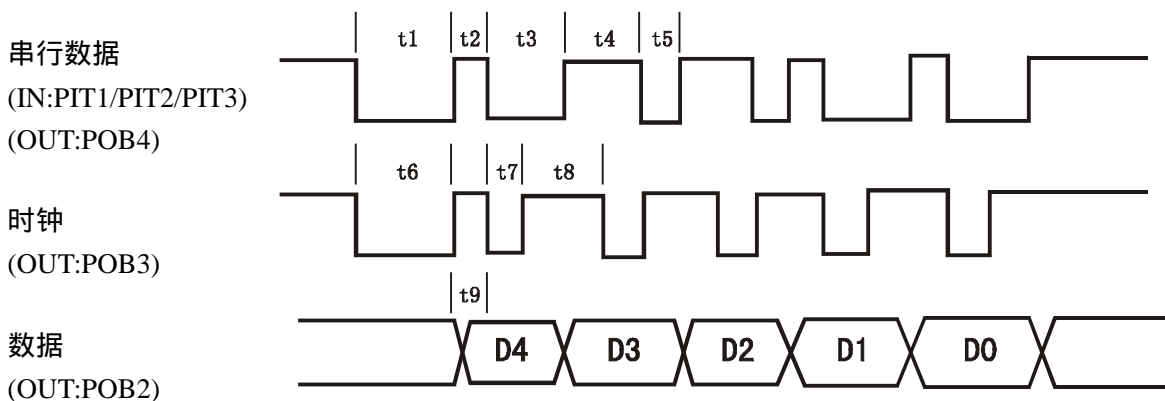 t1 t2 t3 t4 t5
串行数据
(IN:PIT1/PIT2/PIT3)
(OUT:POB4)
t6 t7 t8
时钟
(OUT:POB3)
t9
数据
D4 D3 D2 D1 D0
(OUT:POB2)